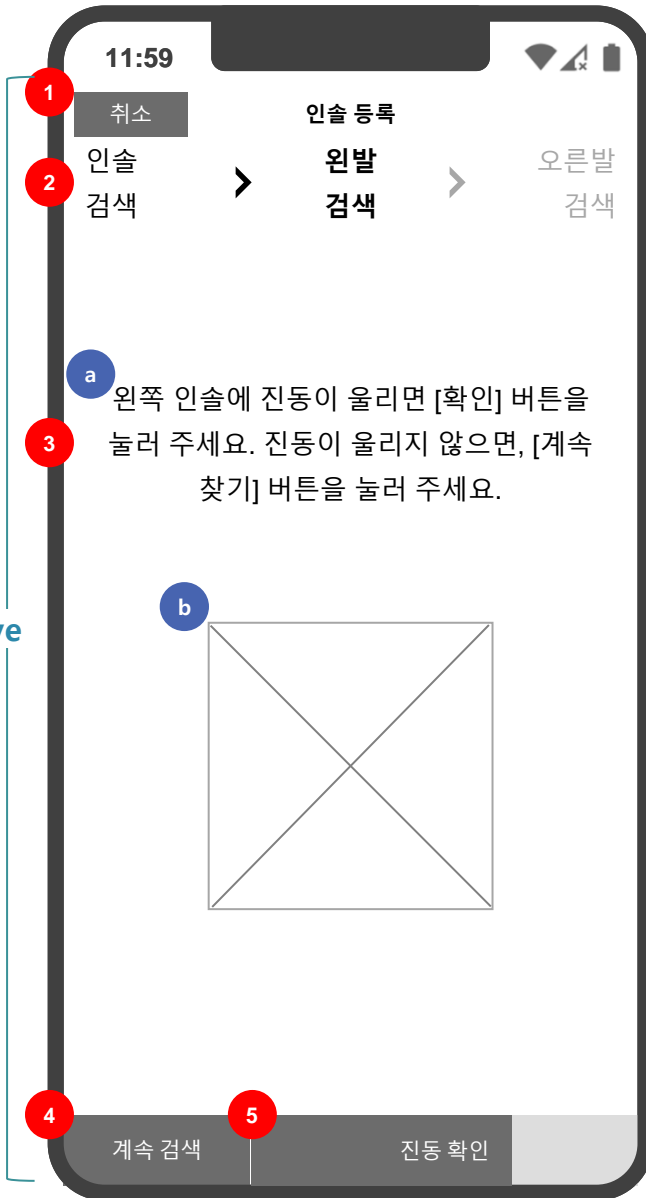 11:59
1
취소
인솔 등록
2
인솔
검색
왼발
검색
오른발
검색
a
왼쪽 인솔에 진동이 울리면 [확인] 버튼을
3
눌러 주세요. 진동이 울리지 않으면, [계속
찾기] 버튼을 눌러 주세요.
b
4
계속 검색
5
진동 확인